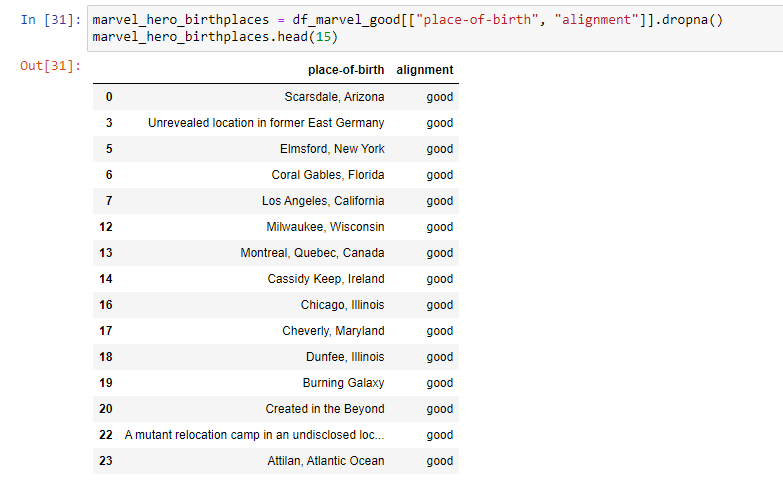 In [31]: marvel_hero_birthplaces = df_marvel_good[["place-of-birth", "alignment"]].dropna()
marvel_hero_birthplaces.head(15)
Out[31]:
place-of-birth alignment
0 Scarsdale, Arizona good
3 Unrevealed location in former East Germany good
5 Elmsford, New York good
6 Coral Gables, Florida good
7 Los Angeles, California good
12 Milwaukee, Wisconsin good
13 Montreal, Quebec, Canada good
14 Cassidy Keep, Ireland good
16 Chicago, Illinois good
17 Cheverly, Maryland good
18 Dunfee, Illinois good
19 Burning Galaxy good
20 Created in the Beyond good
22 A mutant relocation camp in an undisclosed loc... good
23 Attilan, Atlantic Ocean good